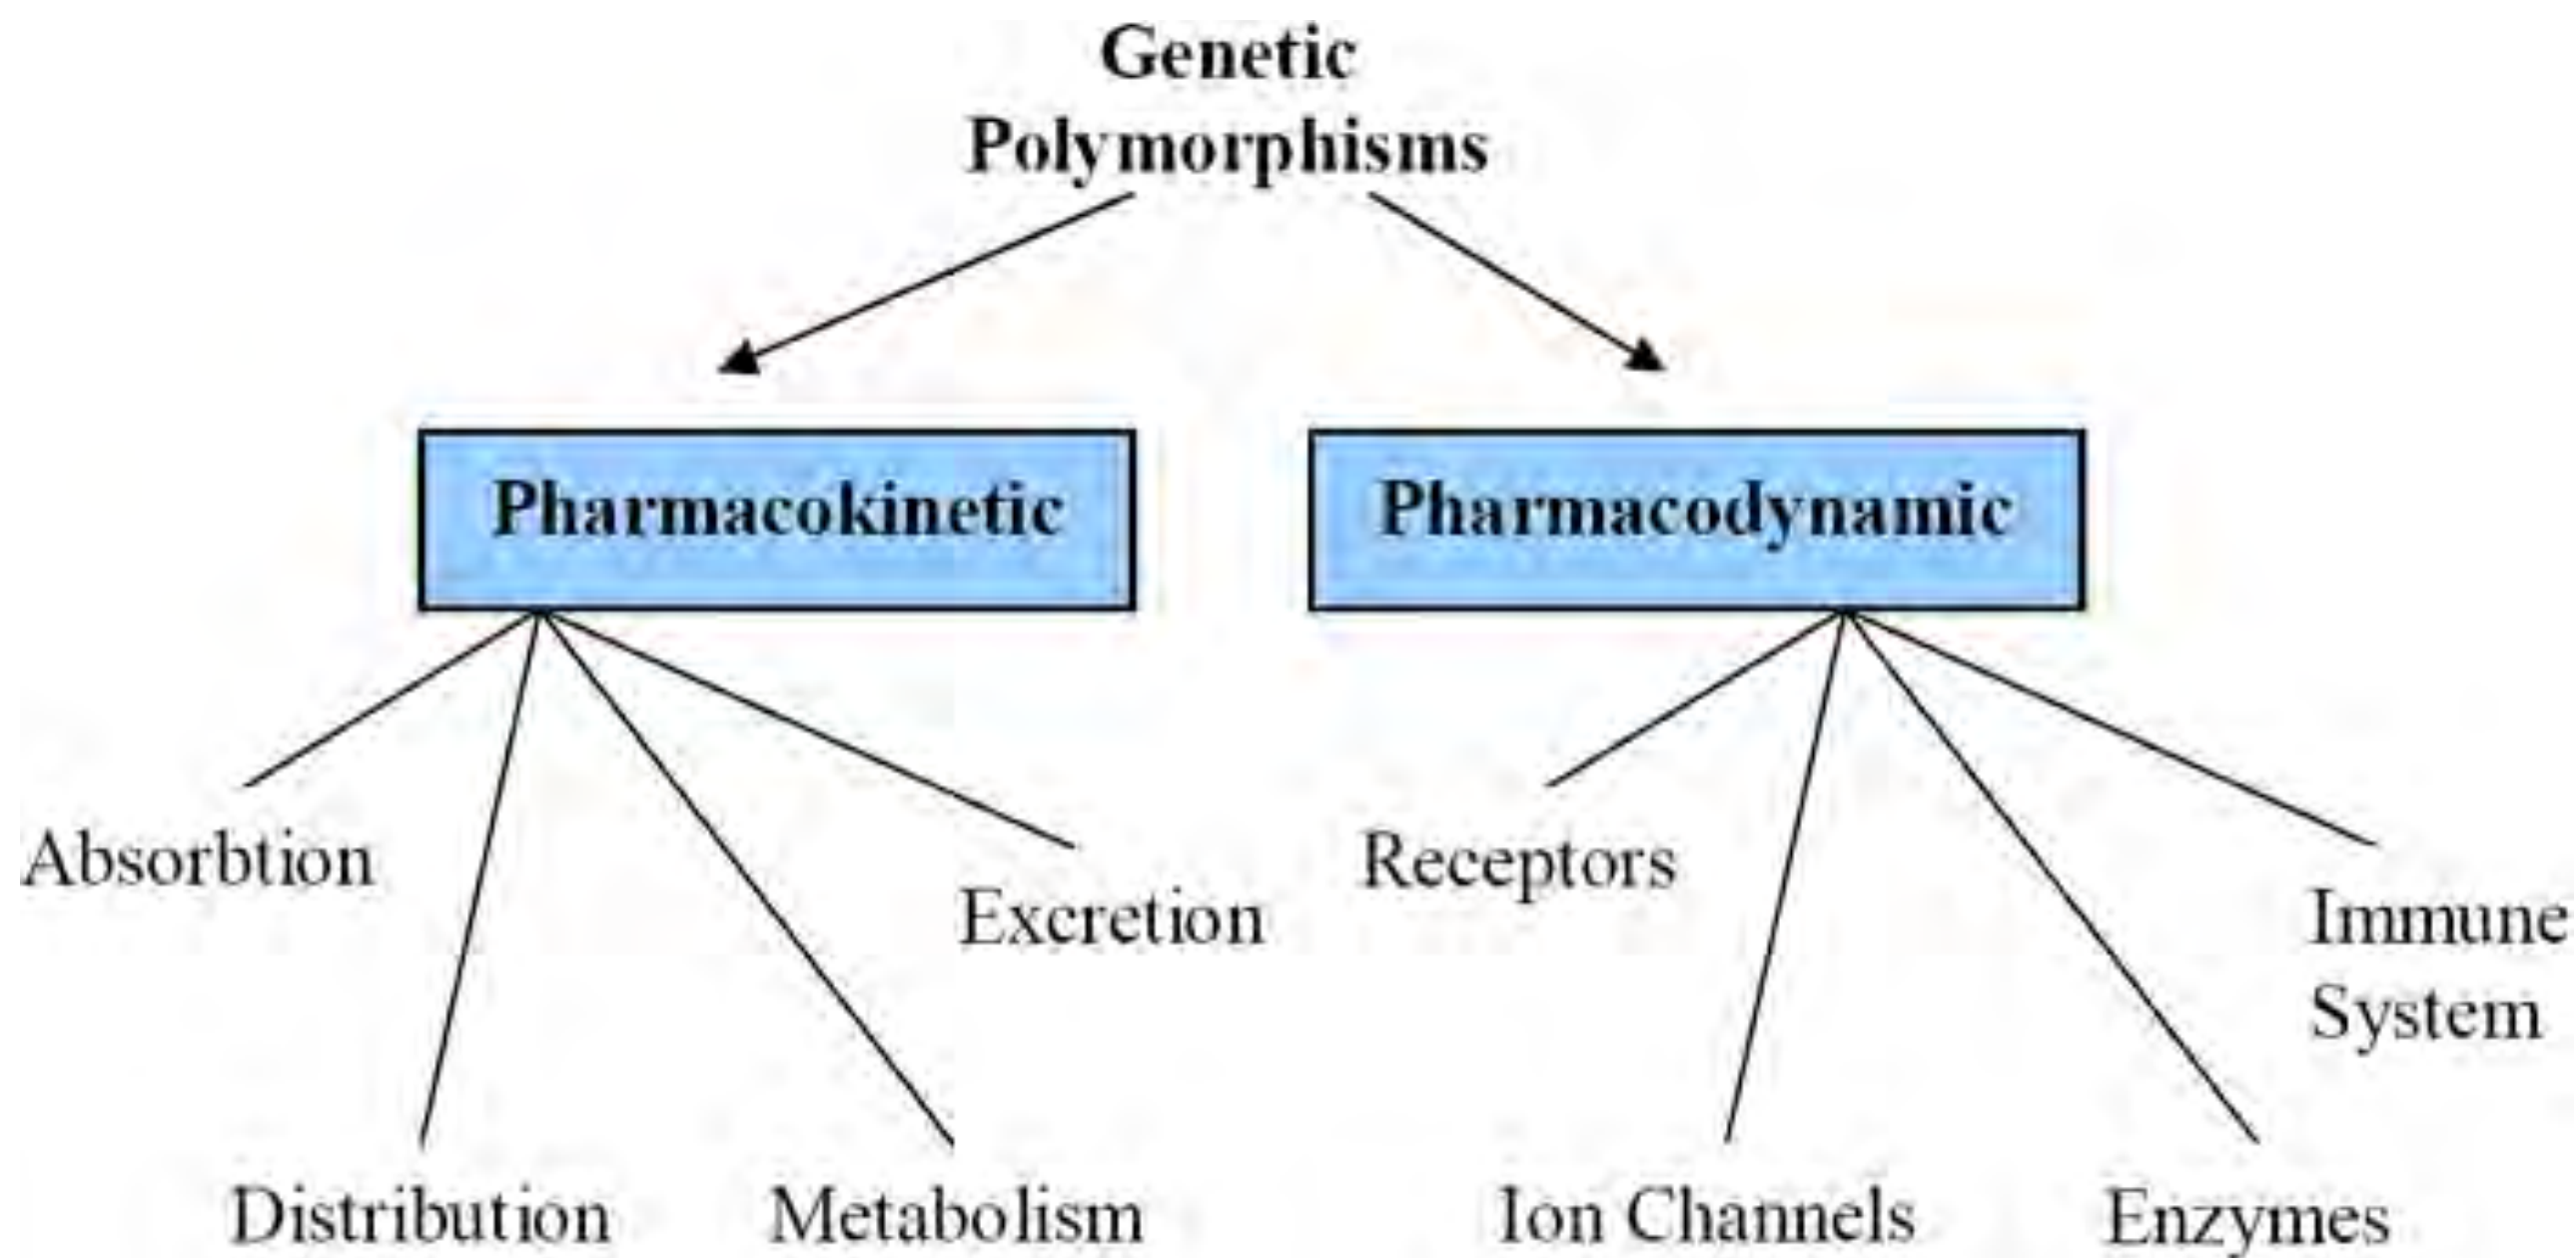 Genetic
Polymorphisms
Pharmacokinetic
Pharmacodynamic
Absorbtion
Distribution
Metabolism
Excretion
Receptors
Ion Channels
Enzymes
Immune
System